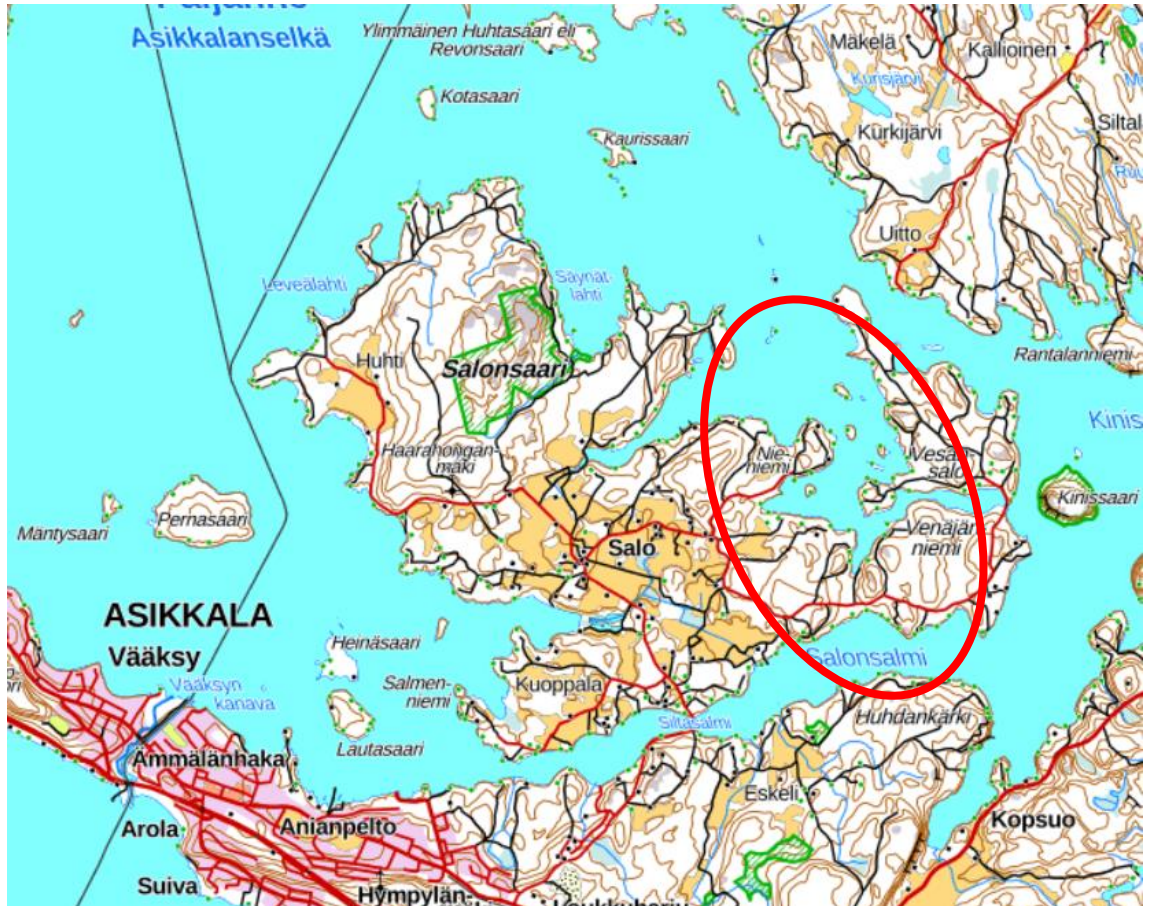 Asikkalanselkä
Ylimmäinen Huhtasaari eli
Revonsaari
Mäkelä
Kallioinen
Kotasaari
Kurkijärvi
Kaurissaari
Uitto
Leveälahti
Säynät-
lahti
Rantalanniemi
Huhti
Salonsaari
Kinis
Haarahongan-
mäki
Nie-
niemi
Vesan-
salo
Kinissaari
Mäntysaari
Pernasaari
Venäjän-
niemi
Salo
ASIKKALA
Vääksy
Heinäsaari
Salonsalmi
Vääksyn
kanava
Salmen-
niemi
Kuoppala
Siltasalmi
Huhdankärki
Lautasaari
Ämmälänhaka
Eskeli
Arola
Anianpelto
Kopsuo
Suiva
Hympylän-